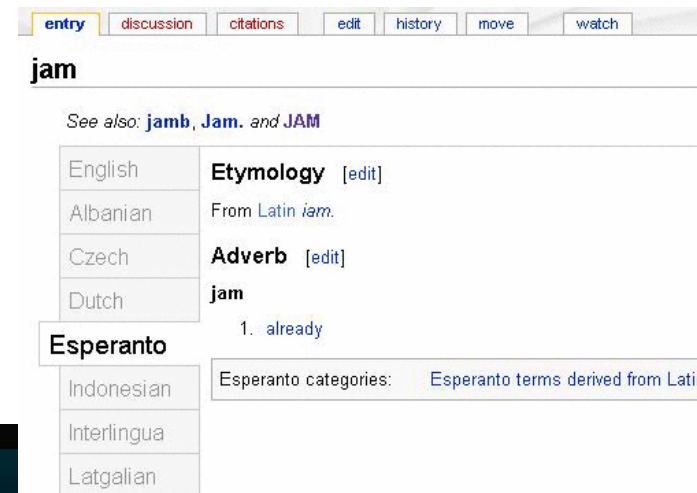 entry discussion citations edit history move watch
jam
See also: jamb, Jam. and JAM
English
Albanian
Czech
Dutch
Esperanto
Indonesian
Interlingua
Latgalian
Etymology [edit]
From Latin iam.
Adverb [edit]
jam
1. already
Esperanto categories: Esperanto terms derived from Lati